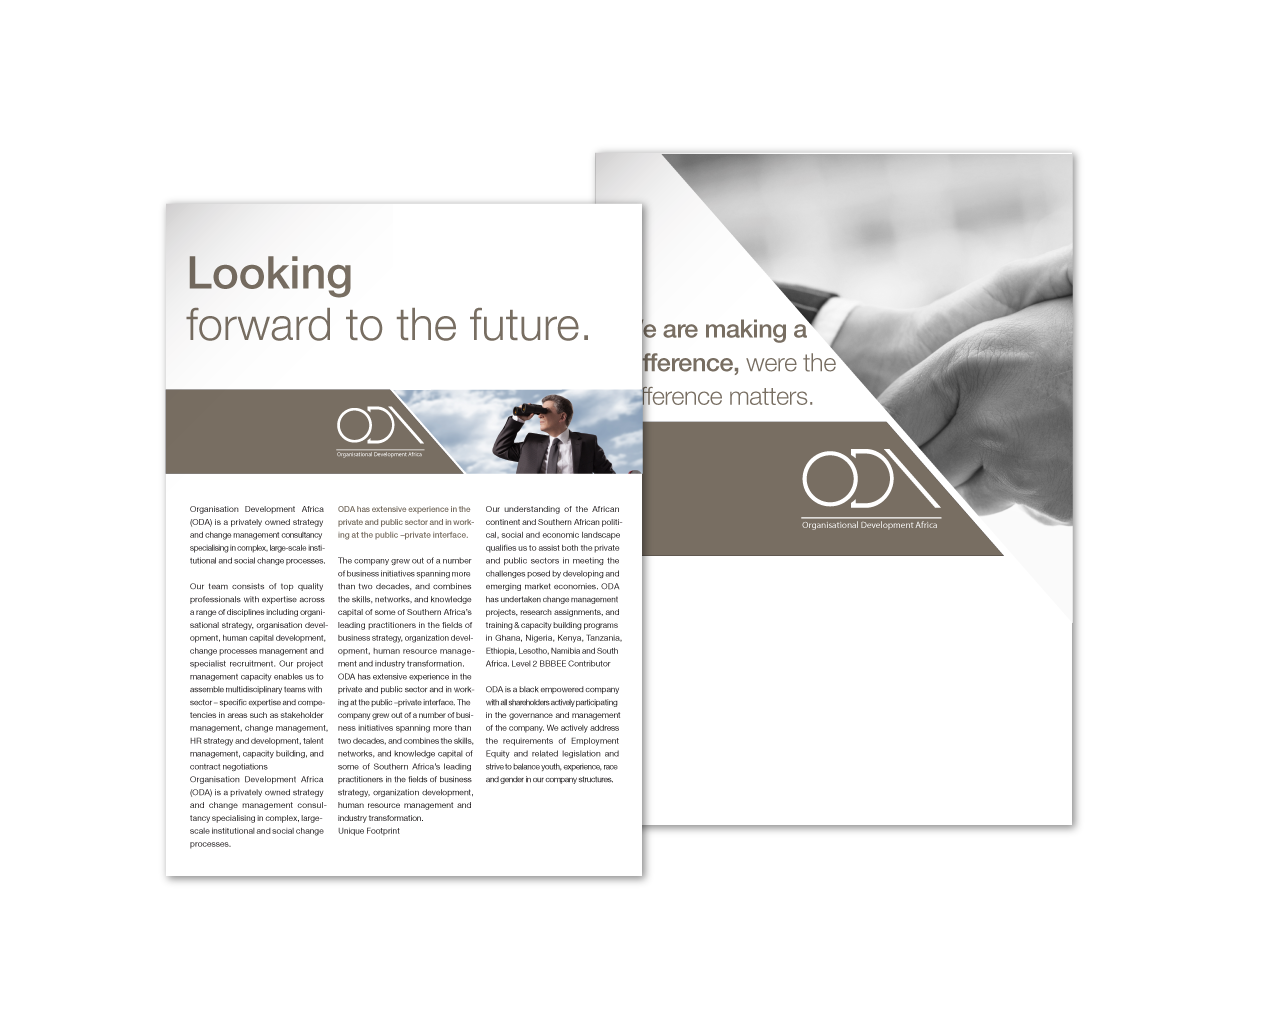 Looking
forward to the future.
ODA
Organisational Development Africa
Organisation Development Africa
(ODA) is a privately owned strategy
and change management consultancy
specialising in complex, large-scale insti-
tutional and social change processes.
Our team consists of top quality
professionals with expertise across
a range of disciplines including organi-
sational strategy, organisation devel-
opment, human capital development,
change processes management and
specialist recruitment. Our project
management capacity enables us to
assemble multidisciplinary teams with
sector – specific expertise and compe-
tencies in areas such as stakeholder
management, change management,
HR strategy and development, talent
management, capacity building, and
contract negotiations
Organisation Development Africa
(ODA) is a privately owned strategy
and change management consul-
tancy specialising in complex, large-
scale institutional and social change
processes.
ODA has extensive experience in the
private and public sector and in work-
ing at the public –private interface.
The company grew out of a number
of business initiatives spanning more
than two decades, and combines
the skills, networks, and knowledge
capital of some of Southern Africa's
leading practitioners in the fields of
business strategy, organization devel-
opment, human resource manage-
ment and industry transformation.
ODA has extensive experience in the
private and public sector and in work-
ing at the public –private interface. The
company grew out of a number of busi-
ness initiatives spanning more than
two decades, and combines the skills,
networks, and knowledge capital of
some of Southern Africa's leading
practitioners in the fields of business
strategy, organization development,
human resource management and
industry transformation.
Unique Footprint
Our understanding of the African
continent and Southern African politi-
cal, social and economic landscape
qualifies us to assist both the private
and public sectors in meeting the
challenges posed by developing and
emerging market economies. ODA
has undertaken change management
projects, research assignments, and
training & capacity building programs
in Ghana, Nigeria, Kenya, Tanzania,
Ethiopia, Lesotho, Namibia and South
Africa. Level 2 BBBEE Contributor
ODA is a black empowered company
with all shareholders actively participating
in the governance and management
of the company. We actively address
the requirements of Employment
Equity and related legislation and
strive to balance youth, experience, race
and gender in our company structures.
e are making a
fference, were the
fference matters.
ODA
Organisational Development Africa